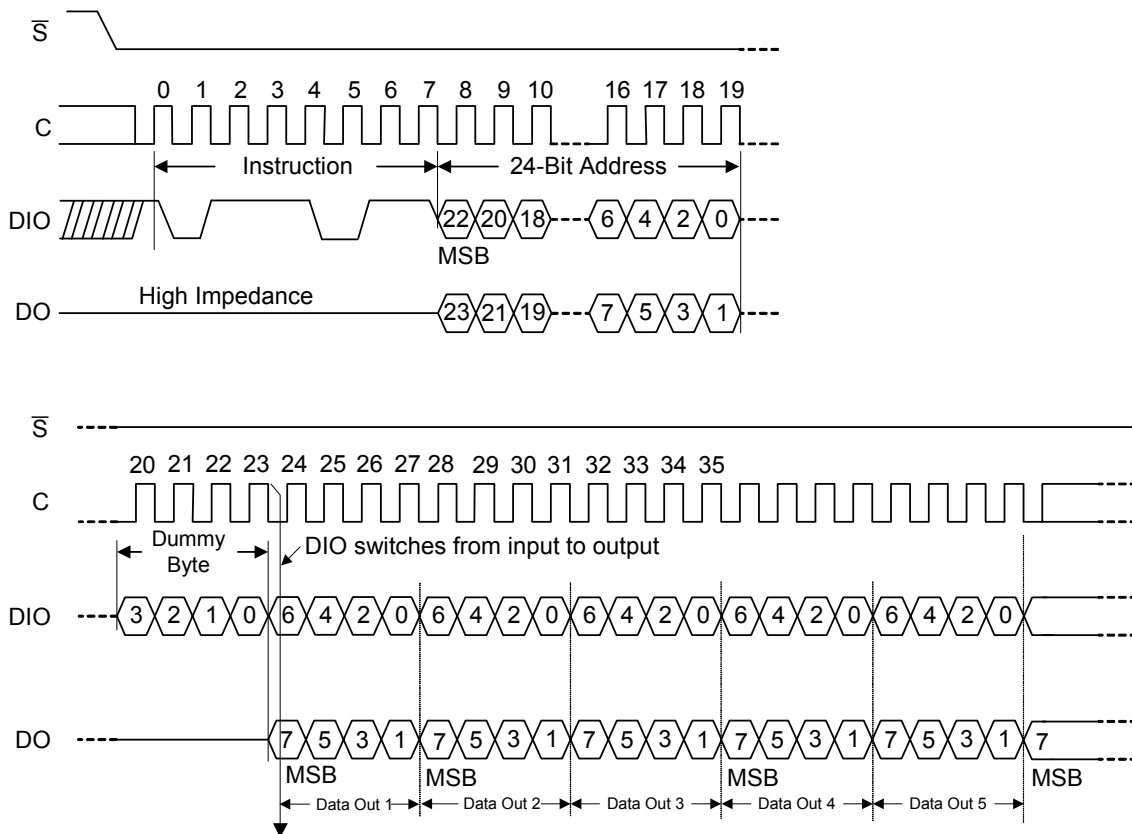 S
0 1 2 3 4 5 6 7 8 9 10 16 17 18 19
C
Instruction 24-Bit Address
DIO 22 20 18 6 4 2 0
MSB
High Impedance
DO 23 21 19 7 5 3 1
S
20 21 22 23 24 25 26 27 28 29 30 31 32 33 34 35
C
Dummy Byte
DIO switches from input to output
DIO 3 2 1 0 6 4 2 0 6 4 2 0 6 4 2 0 6 4 2 0 6 4 2 0
DO 7 5 3 1 7 5 3 1 7 5 3 1 7 5 3 1 7 5 3 1 7
MSB MSB MSB MSB
Data Out 1 Data Out 2 Data Out 3 Data Out 4 Data Out 5